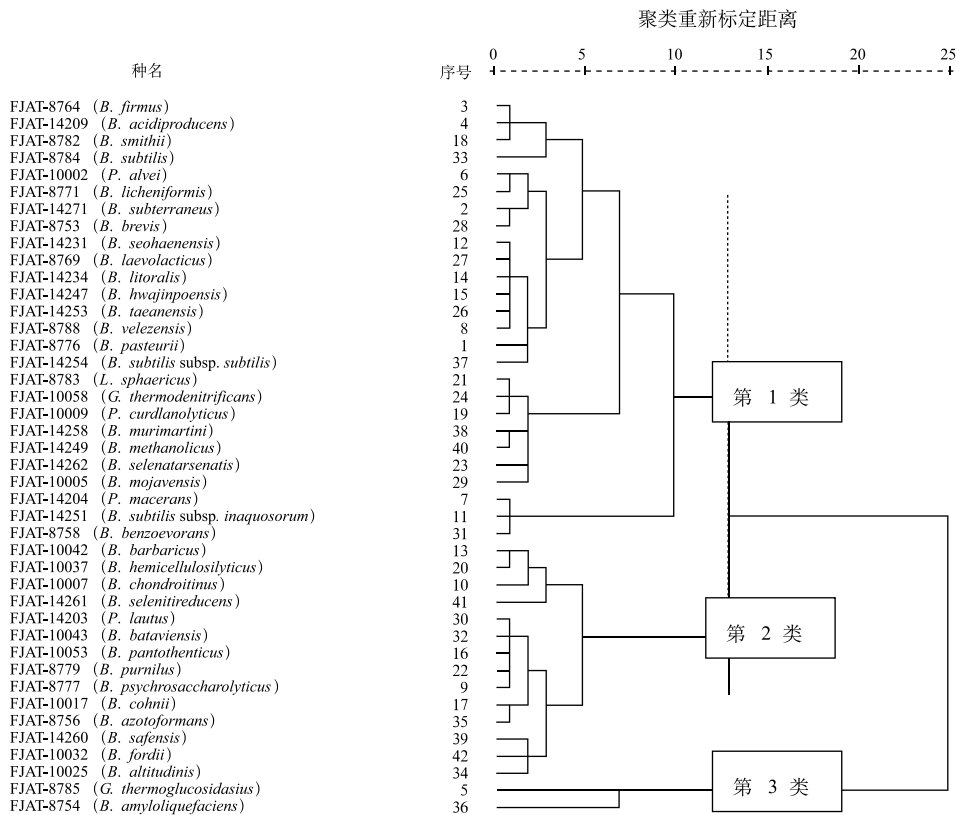 聚类重新标定距离
种名 序号 0 5 10 15 20 25
FJAT-8764 (B. firmus) 3
FJAT-14209 (B. acidiproducens) 4
FJAT-8782 (B. smithii) 18
FJAT-8784 (B. subtilis) 33
FJAT-10002 (P. alvei) 6
FJAT-8771 (B. licheniformis) 25
FJAT-14271 (B. subterraneus) 2
FJAT-8753 (B. brevis) 28
FJAT-14231 (B. seohaenensis) 12
FJAT-8769 (B. laevolacticus) 27
FJAT-14234 (B. litoralis) 14
FJAT-14247 (B. hwajinpoensis) 15
FJAT-14253 (B. taeanensis) 26
FJAT-8788 (B. velezensis) 8
FJAT-8776 (B. pasteurii) 1
FJAT-14254 (B. subtilis subsp. subtilis) 37
FJAT-8783 (L. sphaericus) 21
FJAT-10058 (G. thermodenitrificans) 24
第 1 类
FJAT-10009 (P. curdlanolyticus) 19
FJAT-14258 (B. murimartini) 38
FJAT-14249 (B. methanolicus) 40
FJAT-14262 (B. selenatarsenatis) 23
FJAT-10005 (B. mojavensis) 29
FJAT-14204 (P. macerans) 7
FJAT-14251 (B. subtilis subsp. inaquosorum) 11
FJAT-8758 (B. benzoevorans) 31
FJAT-10042 (B. barbaricus) 13
FJAT-10037 (B. hemicellulosilyticus) 20
FJAT-10007 (B. chondroitinus) 10
FJAT-14261 (B. selenitireducens) 41
FJAT-14203 (P. lautus) 30
FJAT-10043 (B. bataviensis) 32
第 2 类
FJAT-10053 (B. pantothenticus) 16
FJAT-8779 (B. purnilus) 22
FJAT-8777 (B. psychrosaccharolyticus) 9
FJAT-10017 (B. cohnii) 17
FJAT-8756 (B. azotoformans) 35
FJAT-14260 (B. safensis) 39
FJAT-10032 (B. fordii) 42
FJAT-10025 (B. altitudinis) 34
FJAT-8785 (G. thermoglucosidasius) 5
第 3 类
FJAT-8754 (B. amyloliquefaciens) 36